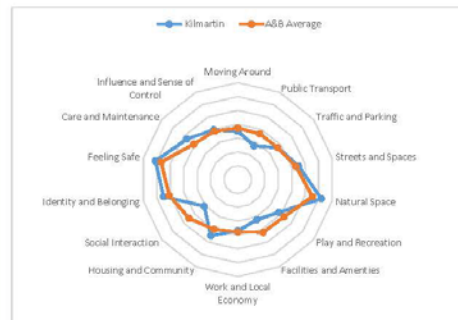 Kilmartin
A&B Average
Moving Around
Public Transport
Traffic and Parking
Streets and Spaces
Natural Space
Play and Recreation
Facilities and Amenties
Work and Local
Economy
Housing and Community
Social Interaction
Identity and Belonging
Feeling Safe
Care and Maintenance
Influence and Sense of
Control